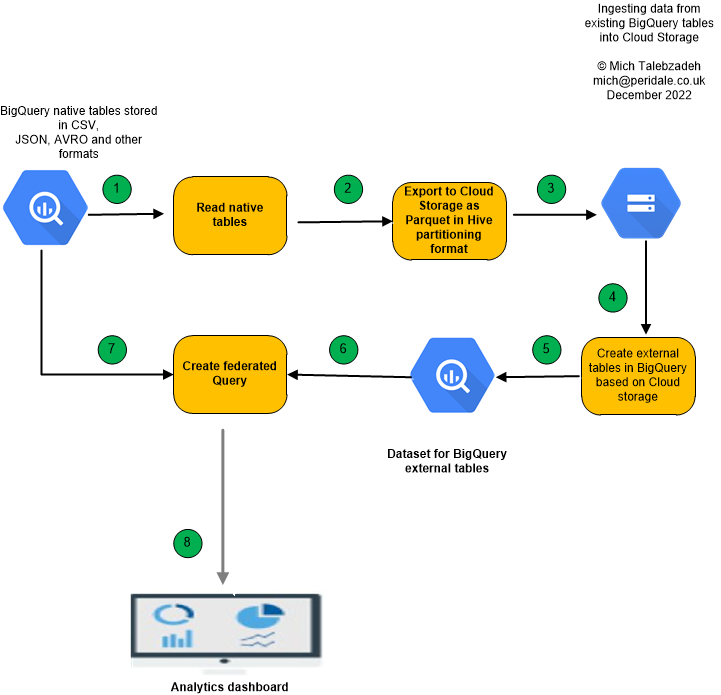 Ingesting data from
existing BigQuery tables
into Cloud Storage
© Mich Talebzadeh
mich@peridale.co.uk
December 2022
BigQuery native tables stored
in CSV,
JSON, AVRO and other
formats
1
Read native
tables
2
Export to Cloud
Storage as
Parquet in Hive
partitioning
format
3
4
Create external
tables in BigQuery
based on Cloud
storage
5
Dataset for BigQuery
external tables
6
7
Create federated
Query
8
Analytics dashboard